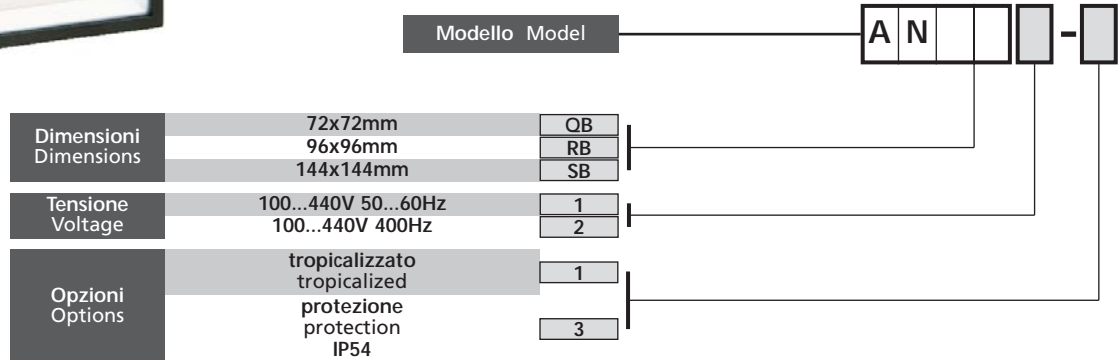 Modello Model
A N -
Dimensioni
Dimensions
72x72mm QB
96x96mm RB
144x144mm SB
Tensione
Voltage
100...440V 50...60Hz 1
100...440V 400Hz 2
Opzioni
Options
tropicalizzato
tropicalized
1
protezione
protection
IP54
3